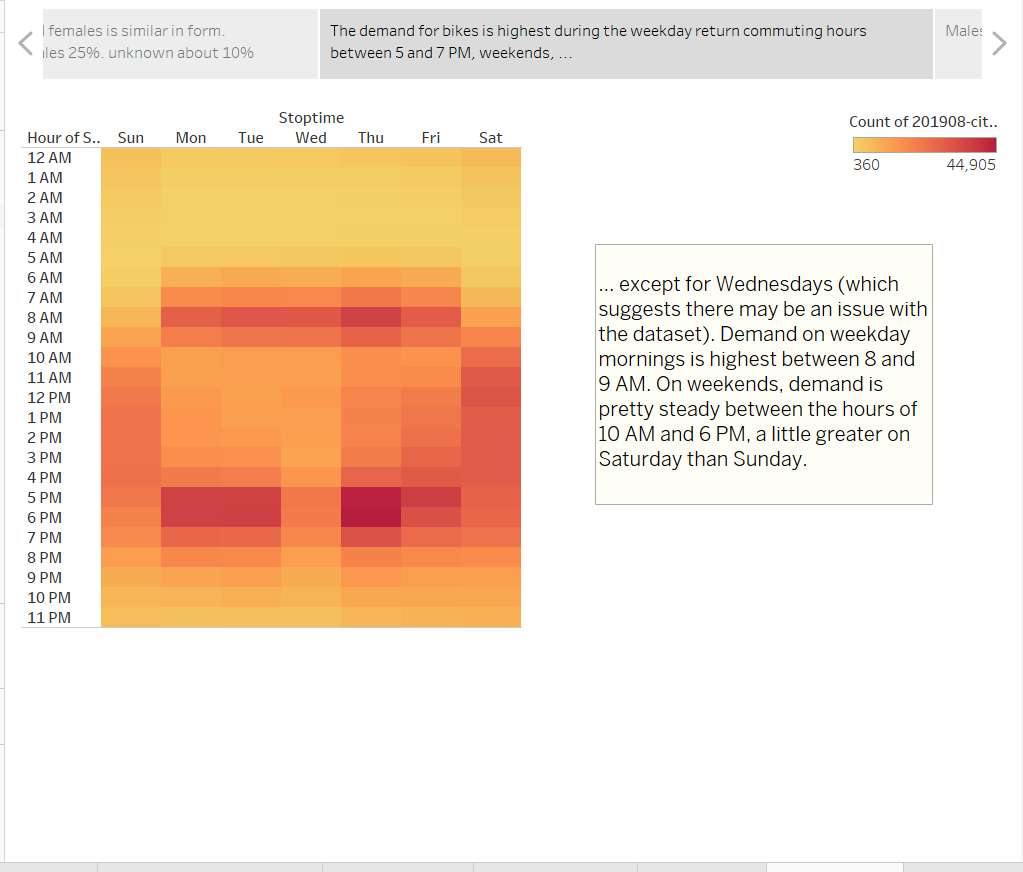 females is similar in form.
25%. unknown about 10%
The demand for bikes is highest during the weekday return commuting hours
between 5 and 7 PM, weekends, ...
Stoptime
Hour of S.. Sun Mon Tue Wed Thu Fri Sat
12 AM
1 AM
2 AM
3 AM
4 AM
5 AM
6 AM
7 AM
8 AM
9 AM
10 AM
11 AM
12 PM
1 PM
2 PM
3 PM
4 PM
5 PM
6 PM
7 PM
8 PM
9 PM
10 PM
11 PM
Count of 201908-cit..
360 44,905
... except for Wednesdays (which
suggests there may be an issue with
the dataset). Demand on weekday
mornings is highest between 8 and
9 AM. On weekends, demand is
pretty steady between the hours of
10 AM and 6 PM, a little greater on
Saturday than Sunday.